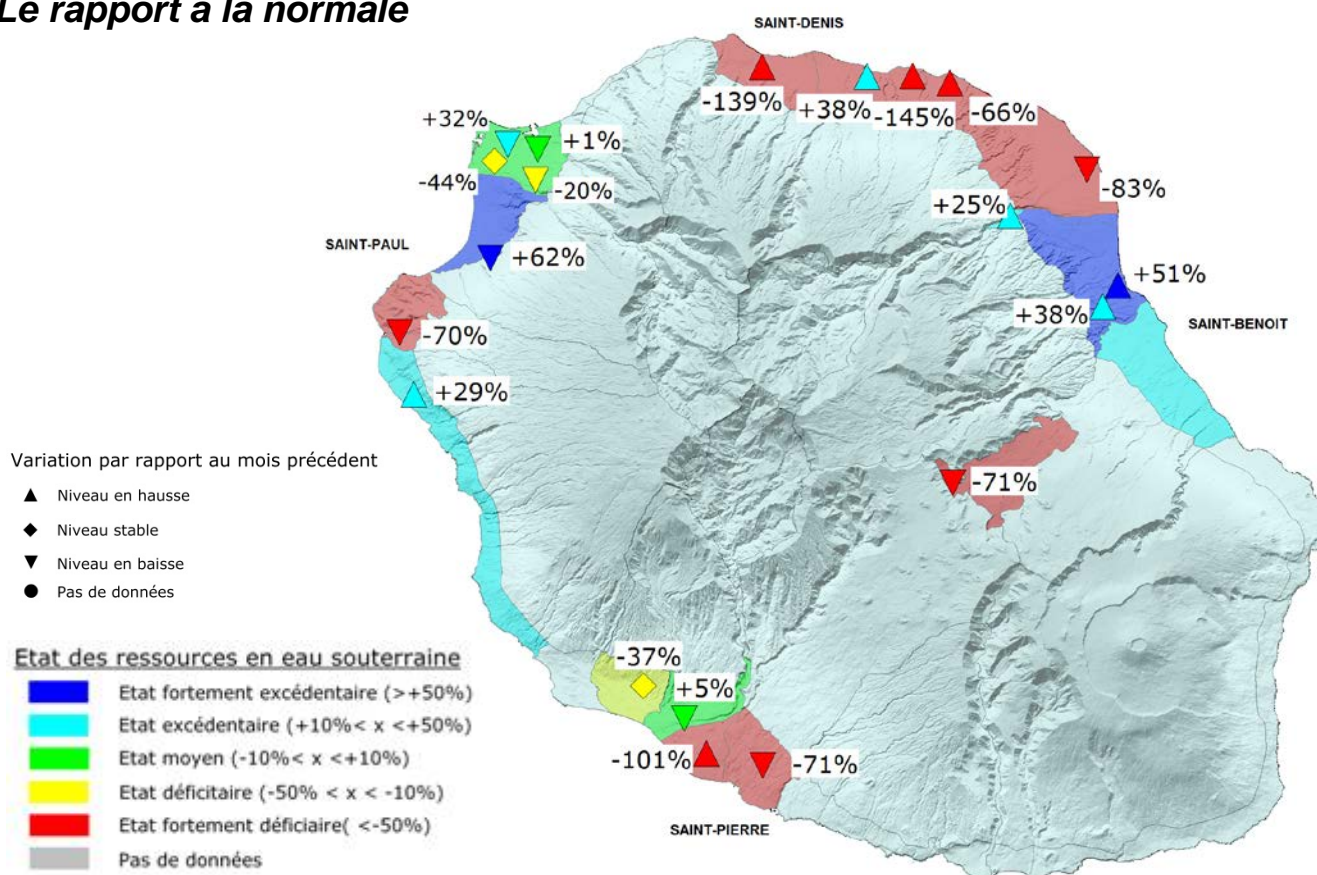 Le rapport à la normale
SAINT-DENIS
-139%
+38%
-145%
-66%
+32%
+1%
-44%
-20%
-83%
+25%
SAINT-PAUL
+62%
+51%
+38%
SAINT-BENOIT
-70%
+29%
Variation par rapport au mois précédent
Niveau en hausse
Niveau stable
Niveau en baisse
Pas de données
-71%
Etat des ressources en eau souterraine
Etat fortement excédentaire (>+50%)
Etat excédentaire (+10%< x <+50%)
Etat moyen (-10%< x <+10%)
Etat déficitaire (-50% < x < -10%)
Etat fortement déficiaire( <-50%)
Pas de données
-37%
+5%
-101%
-71%
SAINT-PIERRE